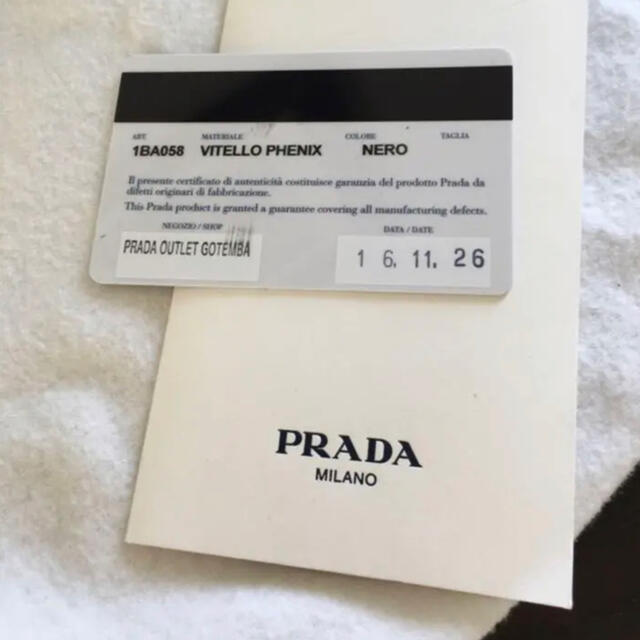 ART. MATERIALE COLORE TAGLIA
1BA058 VITELLO PHENIX NERO
Il presente certificato di autenticità costituisce garanzia del prodotto Prada da
difetti originari di fabbricazione.
This Prada product is granted a guarantee covering all manufacturing defects.
NEGOZIO / SHOP DATA / DATE
PRADA OUTLET GOTEMBA 16. 11. 26
PRADA
MILANO